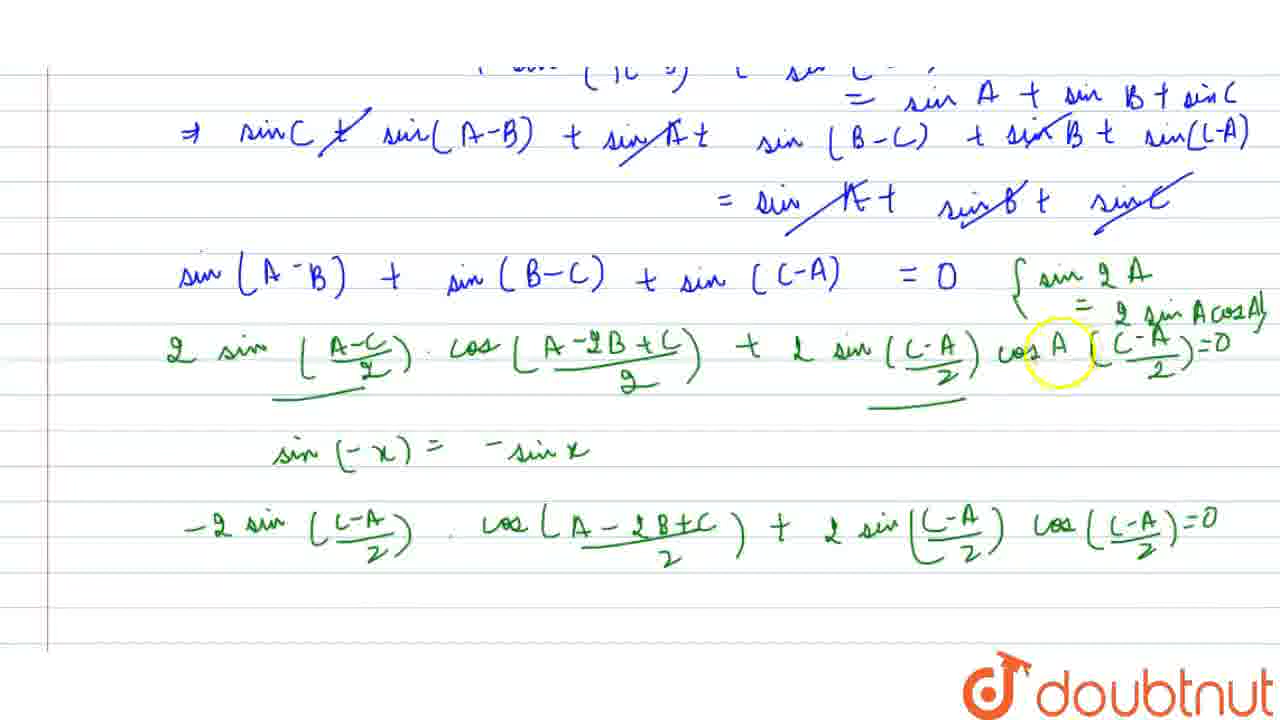 = sin A + sin B + sin C
⇒ sin C + sin(A-B) + sin A + sin (B-C) + sin B + sin(C-A)
= sin A + sin B + sin C
sin (A-B) + sin (B-C) + sin (C-A) = 0 { sin 2A
= 2 sin A cos A}
2 sin (A-C/2) . cos (A-2B+C/2) + 2 sin (C-A/2) cos A (C-A/2) = 0
sin (-x) = - sin x
-2 sin (C-A/2) . cos (A-2B+C/2) + 2 sin (C-A/2) cos (C-A/2) = 0
doubtnut